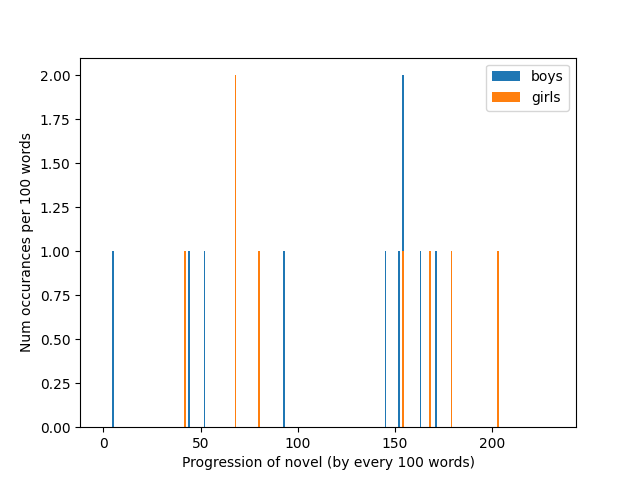 2.00
1.75
1.50
1.25
1.00
0.75
0.50
0.25
0.00
Num occurances per 100 words
boys
girls
0 50 100 150 200
Progression of novel (by every 100 words)